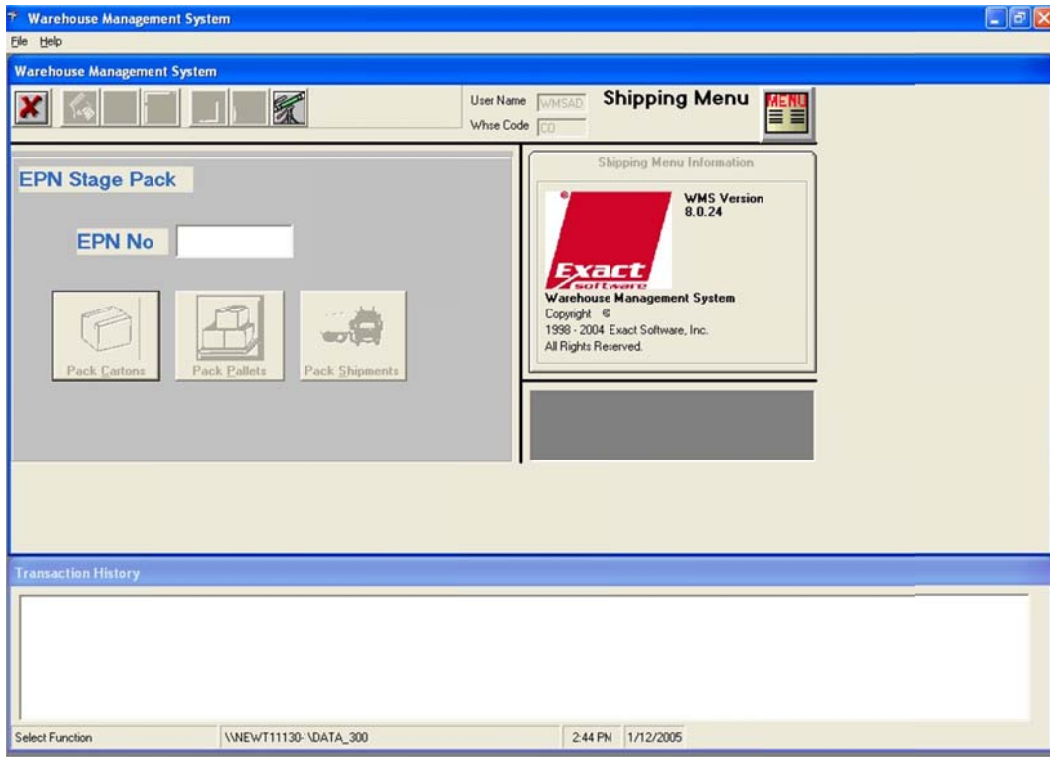 Warehouse Management System
File Help
Warehouse Management System
User Name WMSAD Shipping Menu MENU
Whse Code CO
EPN Stage Pack
EPN No
Pack Cartons Pack Pallets Pack Shipments
Shipping Menu Information
WMS Version
8.0.24
©
Exact
software
Warehouse Management System
Copyright ©
1998 - 2004 Exact Software, Inc.
All Rights Reserved.
Transaction History
Select Function \\NEWT11130-\DATA_300 2:44 PM 1/12/2005